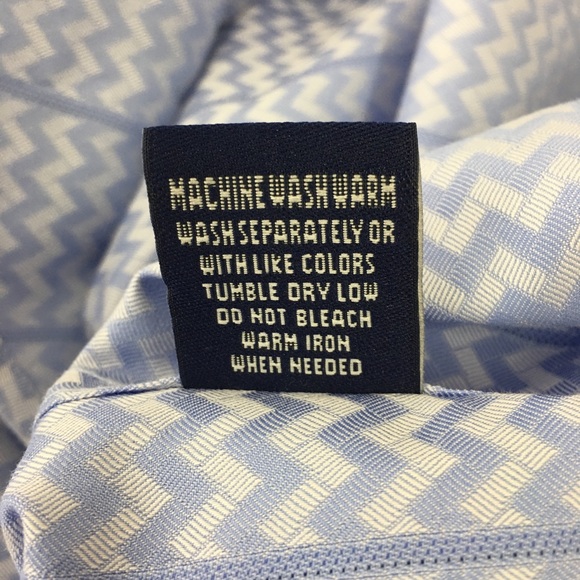 MACHINE WASH WARM
WASH SEPARATELY OR
WITH LIKE COLORS
TUMBLE DRY LOW
DO NOT BLEACH
WARM IRON
WHEN NEEDED